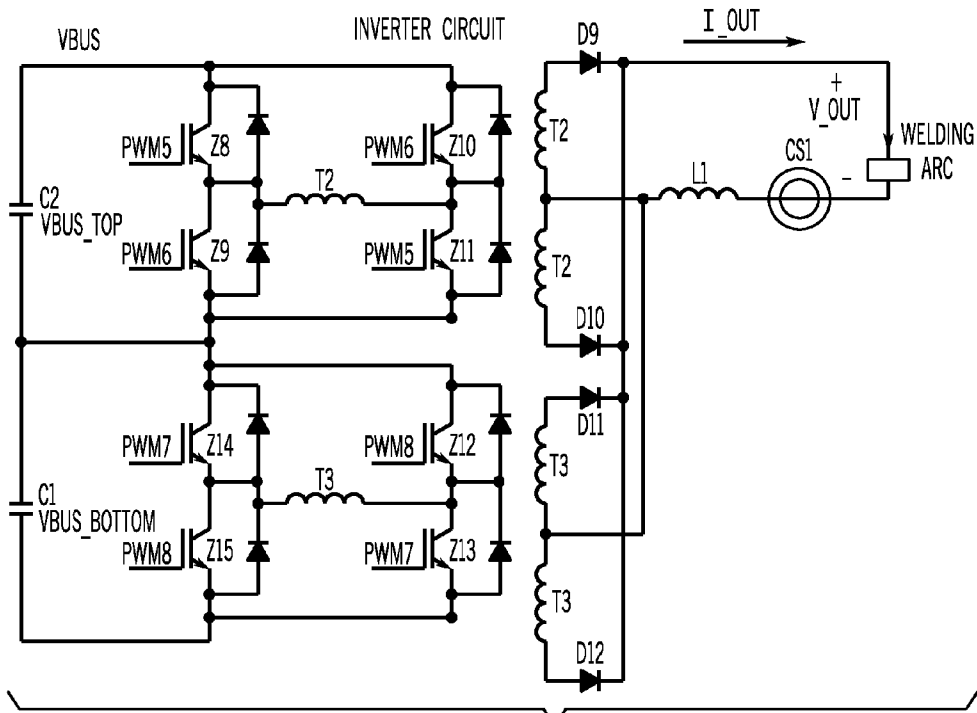 VBUS
INVERTER CIRCUIT
D9
I_OUT
+
V_OUT
-
WELDING
ARC
CS1
L1
T2
T2
D10
PWM5
Z8
PWM6
Z10
T2
C2
VBUS_TOP
PWM6
Z9
PWM5
Z11
D11
PWM7
Z14
PWM8
Z12
T3
T3
C1
VBUS_BOTTOM
PWM8
Z15
PWM7
Z13
T3
D12